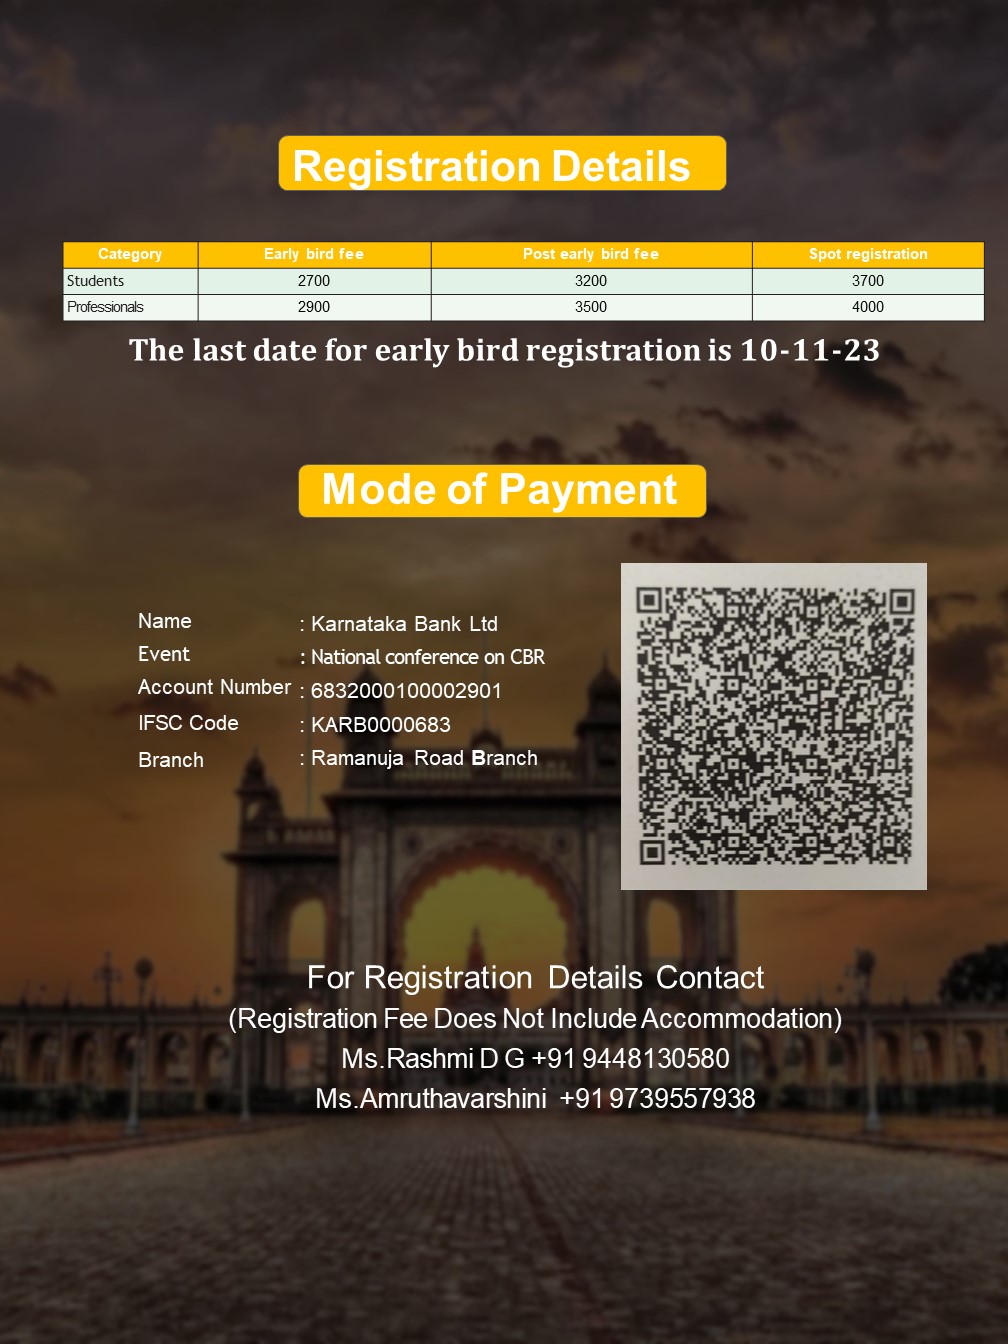 Registration Details
Category Early bird fee Post early bird fee Spot registration
Students 2700 3200 3700
Professionals 2900 3500 4000
The last date for early bird registration is 10-11-23
Mode of Payment
Name : Karnataka Bank Ltd
Event : National conference on CBR
Account Number : 6832000100002901
IFSC Code : KARB0000683
Branch : Ramanuja Road Branch
For Registration Details Contact
(Registration Fee Does Not Include Accommodation)
Ms.Rashmi D G +91 9448130580
Ms.Amruthavarshini +91 9739557938